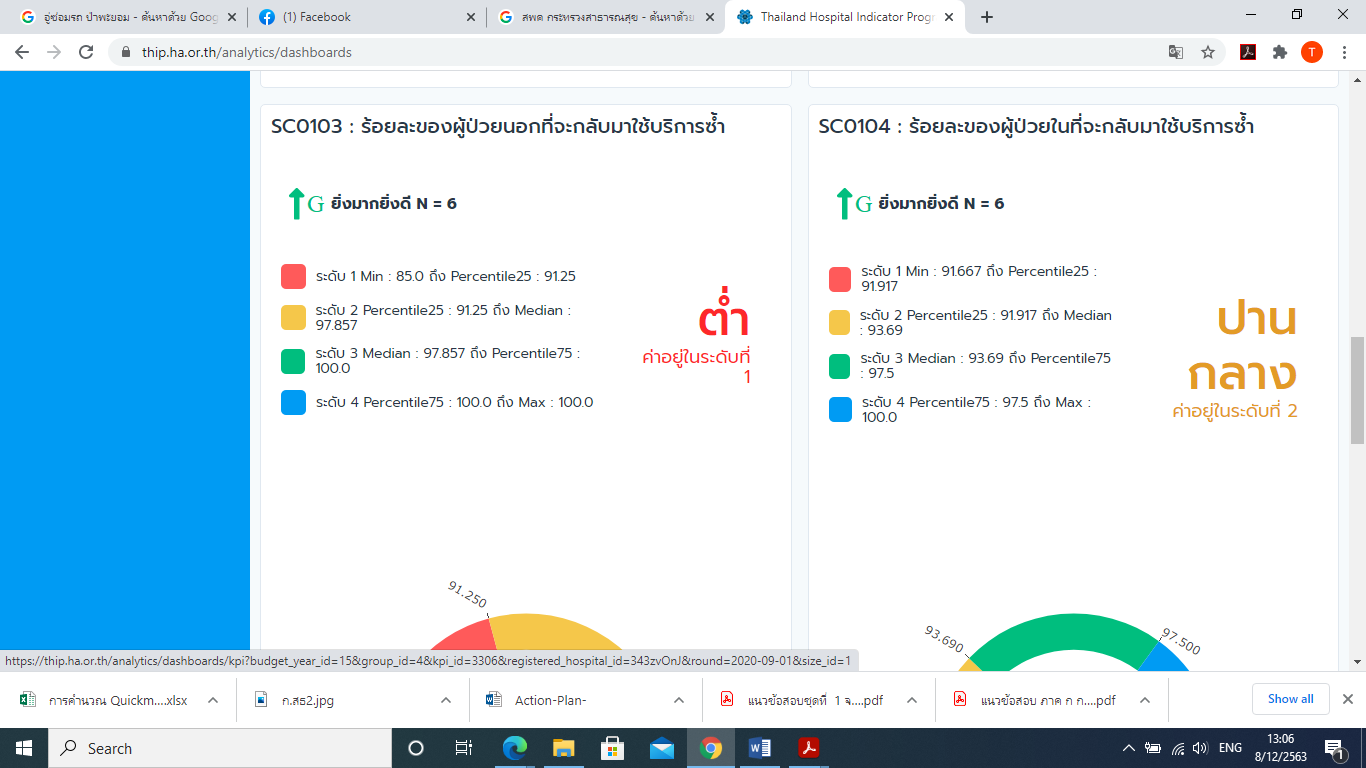 อู่ซ่อมรถ ป่าพะยอม - ค้นหาด้วย Goog
(1) Facebook
สพด กระทรวงสาธารณสุข - ค้นหาด้วย
Thailand Hospital Indicator Progr
thip.ha.or.th/analytics/dashboards
T
SC0103 : ร้อยละของผู้ป่วยนอกที่จะกลับมาใช้บริการซ้ำ
G ยิ่งมากยิ่งดี N = 6
ระดับ 1 Min : 85.0 ถึง Percentile25 : 91.25
ระดับ 2 Percentile25 : 91.25 ถึง Median :
97.857
ระดับ 3 Median : 97.857 ถึง Percentile75 :
100.0
ระดับ 4 Percentile75 : 100.0 ถึง Max : 100.0
ต่ำ
ค่าอยู่ในระดับที่
1
91.250
SC0104 : ร้อยละของผู้ป่วยในที่จะกลับมาใช้บริการซ้ำ
G ยิ่งมากยิ่งดี N = 6
ระดับ 1 Min : 91.667 ถึง Percentile25 :
91.917
ระดับ 2 Percentile25 : 91.917 ถึง Median
: 93.69
ระดับ 3 Median : 93.69 ถึง Percentile75
: 97.5
ระดับ 4 Percentile75 : 97.5 ถึง Max :
100.0
ปาน
กลาง
ค่าอยู่ในระดับที่ 2
93.690
97.500
https://thip.ha.or.th/analytics/dashboards/kpi?budget_year_id=15&group_id=4&kpi_id=3306&registered_hospital_id=343zvOnJ&round=2020-09-01&size_id=1
การคำนวณ Quickm....xlsx
ก.สธ2.jpg
Action-Plan-
แนวข้อสอบชุดที่ 1 จ....pdf
แนวข้อสอบ ภาค ก ก....pdf
Show all
Search
ENG
13:06
8/12/2563
1